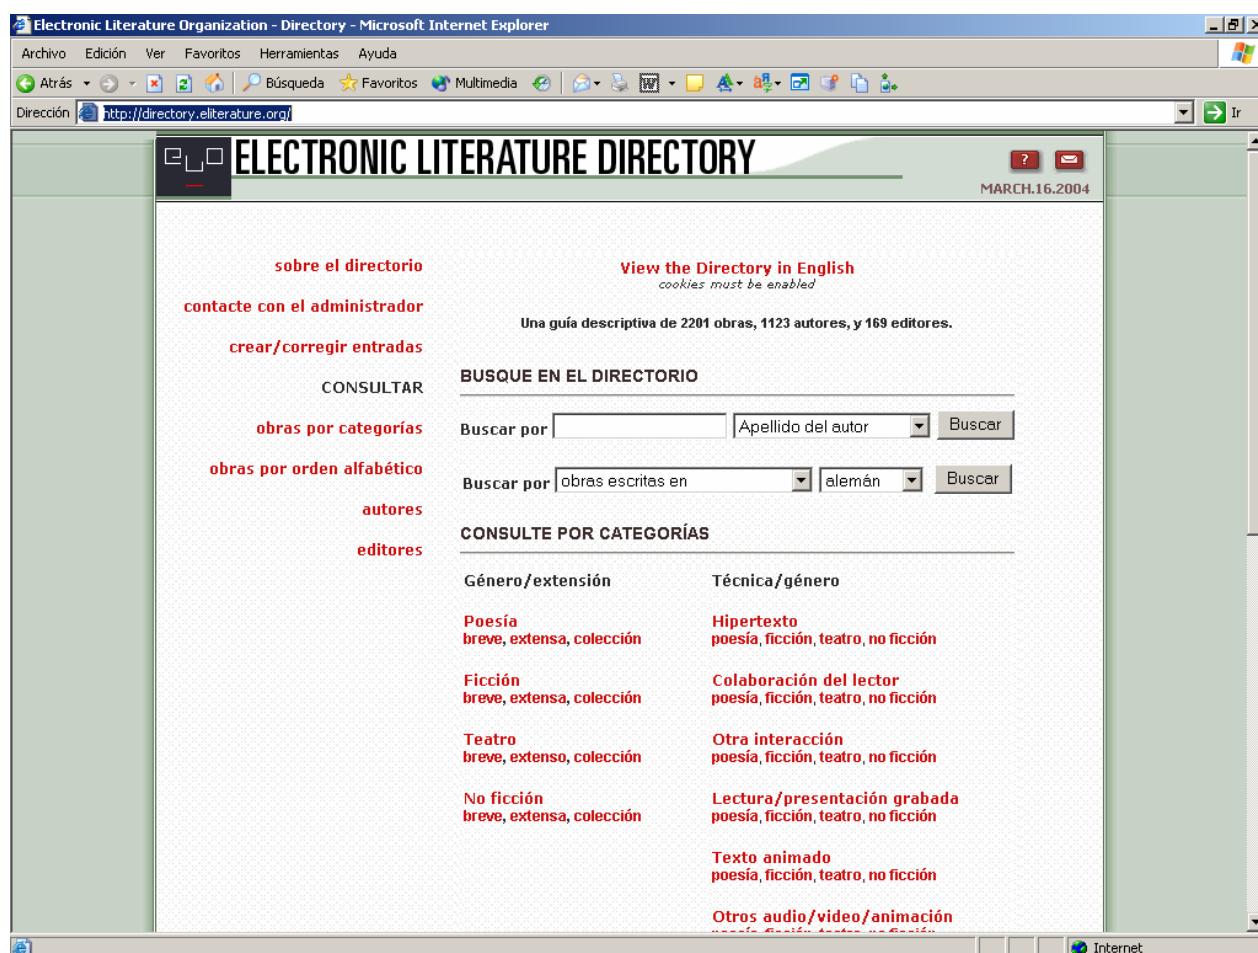 Electronic Literature Organization - Directory - Microsoft Internet Explorer
Archivo Edición Ver Favoritos Herramientas Ayuda
Atrás Búsqueda Favoritos Multimedia
Dirección http://directory.eliterature.org/ Ir
ELECTRONIC LITERATURE DIRECTORY
MARCH.16.2004
sobre el directorio
contacte con el administrador
crear/corregir entradas
CONSULTAR
obras por categorías
obras por orden alfabético
autores
editores
View the Directory in English
cookies must be enabled
Una guía descriptiva de 2201 obras, 1123 autores, y 169 editores.
BUSQUE EN EL DIRECTORIO
Buscar por Apellido del autor Buscar
Buscar por obras escritas en alemán Buscar
CONSULTE POR CATEGORÍAS
Género/extensión
Poesía
breve, extensa, colección
Ficción
breve, extensa, colección
Teatro
breve, extenso, colección
No ficción
breve, extensa, colección
Técnica/género
Hipertexto
poesía, ficción, teatro, no ficción
Colaboración del lector
poesía, ficción, teatro, no ficción
Otra interacción
poesía, ficción, teatro, no ficción
Lectura/presentación grabada
poesía, ficción, teatro, no ficción
Texto animado
poesía, ficción, teatro, no ficción
Otros audio/video/animación
Internet